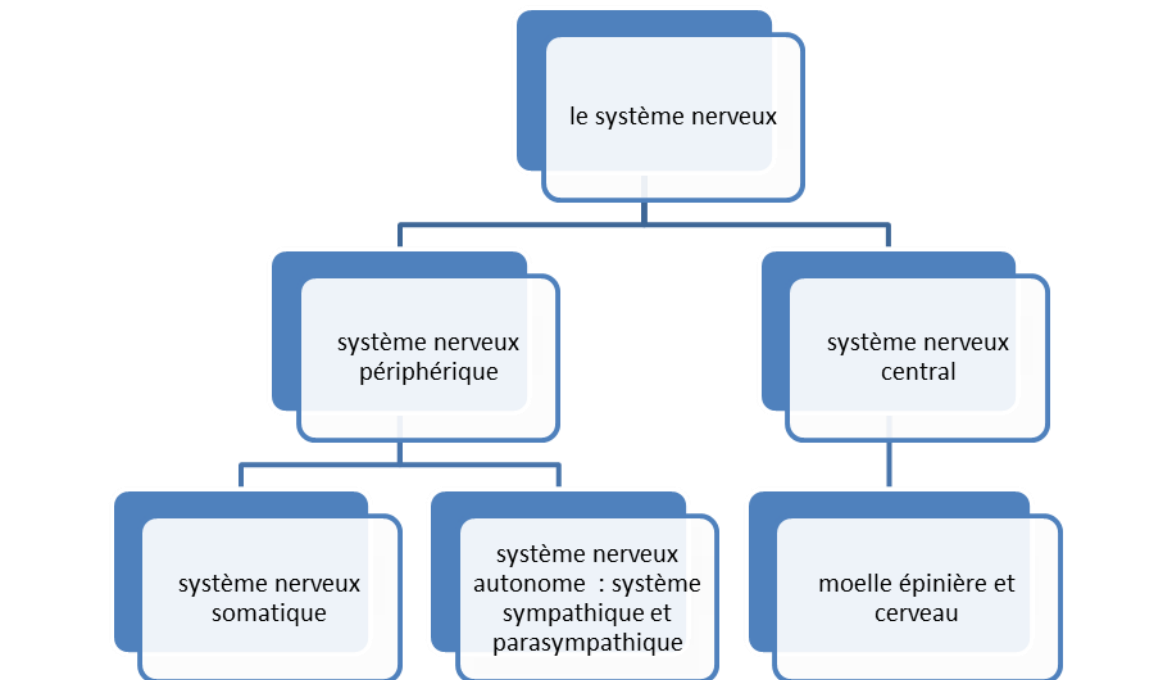 le système nerveux
système nerveux
périphérique
système nerveux
central
système nerveux
somatique
système nerveux
autonome : système
sympathique et
parasympathique
moelle épinière et
cerveau